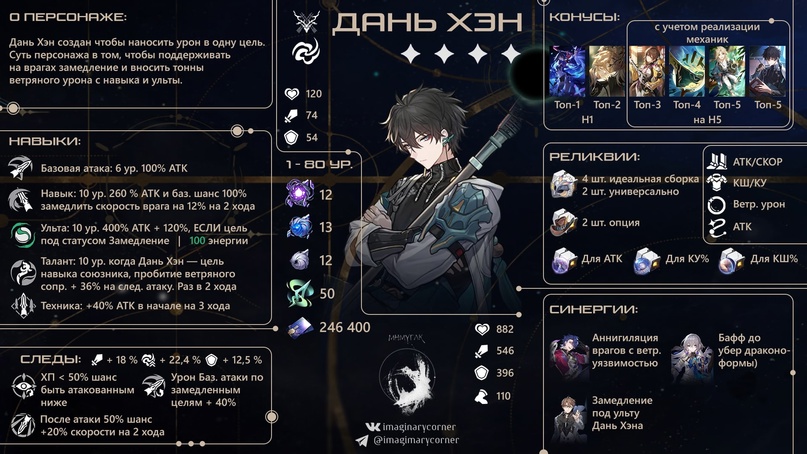 О ПЕРСОНАЖЕ:
Дань Хэн создан чтобы наносить урон в одну цель.
Суть персонажа в том, чтобы поддерживать
на врагах замедление и вносить тонны
ветряного урона с навыка и ульты.
НАВЫКИ:
Базовая атака: 6 ур. 100% АТК
Навык: 10 ур. 260 % АТК и баз. шанс 100%
замедлить скорость врага на 12% на 2 хода
Ульта: 10 ур. 400% АТК + 120%, ЕСЛИ цель
под статусом Замедление | 100 энергии
Талант: 10 ур. когда Дань Хэн — цель
навыка союзника, пробитие ветряного
сопр. + 36% на след. атаку. Раз в 2 хода
Техника: +40% АТК в начале на 3 хода
СЛЕДЫ:
+ 18 %
+ 22,4 %
+ 12,5 %
ХП < 50% шанс
быть атакованным
ниже
Урон Баз. атаки по
замедленным
целям + 40%
После атаки 50% шанс
+20% скорости на 2 хода
ДАНЬ ХЭН
120
74
54
1 - 80 УР.
12
13
12
50
246 400
882
546
396
110
ИММУГЛК
imaginarycorner
@imagimarycorner
КОНУСЫ:
с учетом реализации
механик
Топ-1
Топ-2
Топ-3
Топ-4
Топ-5
Топ-5
Н1
на Н5
РЕЛИКВИИ:
4 шт. идеальная сборка
2 шт. универсально
2 шт. опция
АТК/СКОР
КШ/КУ
Ветр. урон
АТК
Для АТК
Для КУ%
Для КШ%
СИНЕРГИИ:
Аннигиляция
врагов с ветр.
уязвимостью
Бафф до
убер драконо-
формы)
Замедление
под ульту
Дань Хэна